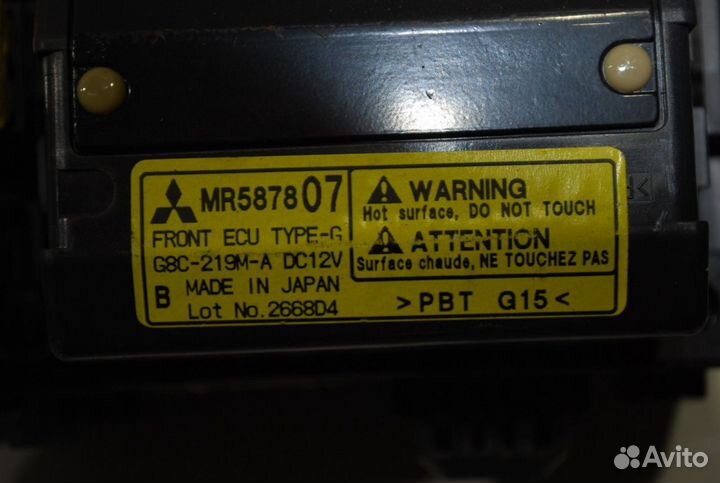 MR587807
FRONT ECU TYPE-G
G8C-219M-A DC12V
B MADE IN JAPAN
Lot No.2668D4
WARNING
Hot surface, DO NOT TOUCH
ATTENTION
Surface chaude, NE TOUCHEZ PAS
>PBT G15<
Avito